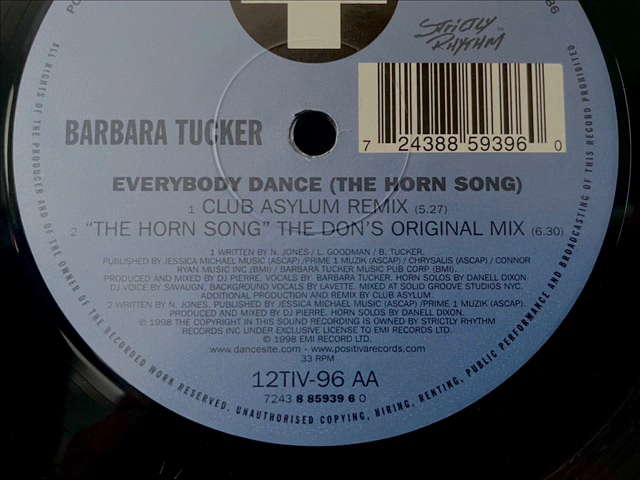 PO
86
STRICTLY
RHYTHM TM
7 24388 59396 0
BARBARA TUCKER
EVERYBODY DANCE (THE HORN SONG)
1 CLUB ASYLUM REMIX (5.27)
2 "THE HORN SONG" THE DON'S ORIGINAL MIX (6.30)
1 WRITTEN BY N. JONES / L. GOODMAN / B. TUCKER.
PUBLISHED BY JESSICA MICHAEL MUSIC (ASCAP) /PRIME 1 MUZIK (ASCAP) / CHRYSALIS (ASCAP) / CONNOR
RYAN MUSIC INC (BMI) / BARBARA TUCKER MUSIC PUB CORP (BMI).
PRODUCED AND MIXED BY DJ PIERRE. VOCALS BY BARBARA TUCKER. HORN SOLOS BY DANELL DIXON.
DJ VOICE BY SAVAUGN. BACKGROUND VOCALS BY LAVETTE. MIXED AT SOLID GROOVE STUDIOS NYC.
ADDITIONAL PRODUCTION AND REMIX BY CLUB ASYLUM.
2 WRITTEN BY N. JONES. PUBLISHED BY JESSICA MICHAEL MUSIC (ASCAP) /PRIME 1 MUZIK (ASCAP).
PRODUCED AND MIXED BY DJ PIERRE. HORN SOLOS BY DANELL DIXON.
℗ 1998 THE COPYRIGHT IN THIS SOUND RECORDING IS OWNED BY STRICTLY RHYTHM
RECORDS INC UNDER EXCLUSIVE LICENSE TO EMI RECORDS LTD.
© 1998 EMI RECORD LTD.
www.dancesite.com - www.positivarecords.com
33 RPM
12TIV-96 AA
7243 8 85939 6 0
ALL RIGHTS OF THE PRODUCER AND OF THE OWNER OF THE RECORDED WORK RESERVED. UNAUTHORISED COPYING, HIRING, RENTING, PUBLIC PERFORMANCE AND BROADCASTING OF THIS RECORD PROHIBITED